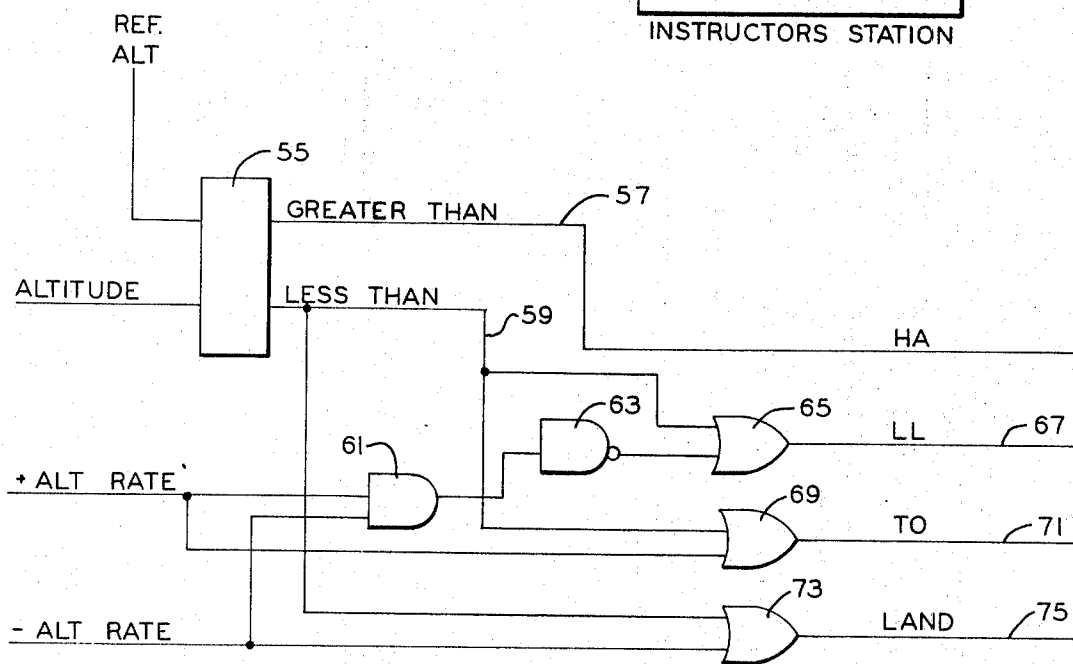 INSTRUCTORS STATION
REF.
ALT
55
GREATER THAN
57
ALTITUDE
LESS THAN
59
HA
63
65
LL
67
61
+ ALT RATE
69
TO
71
73
LAND
75
- ALT RATE